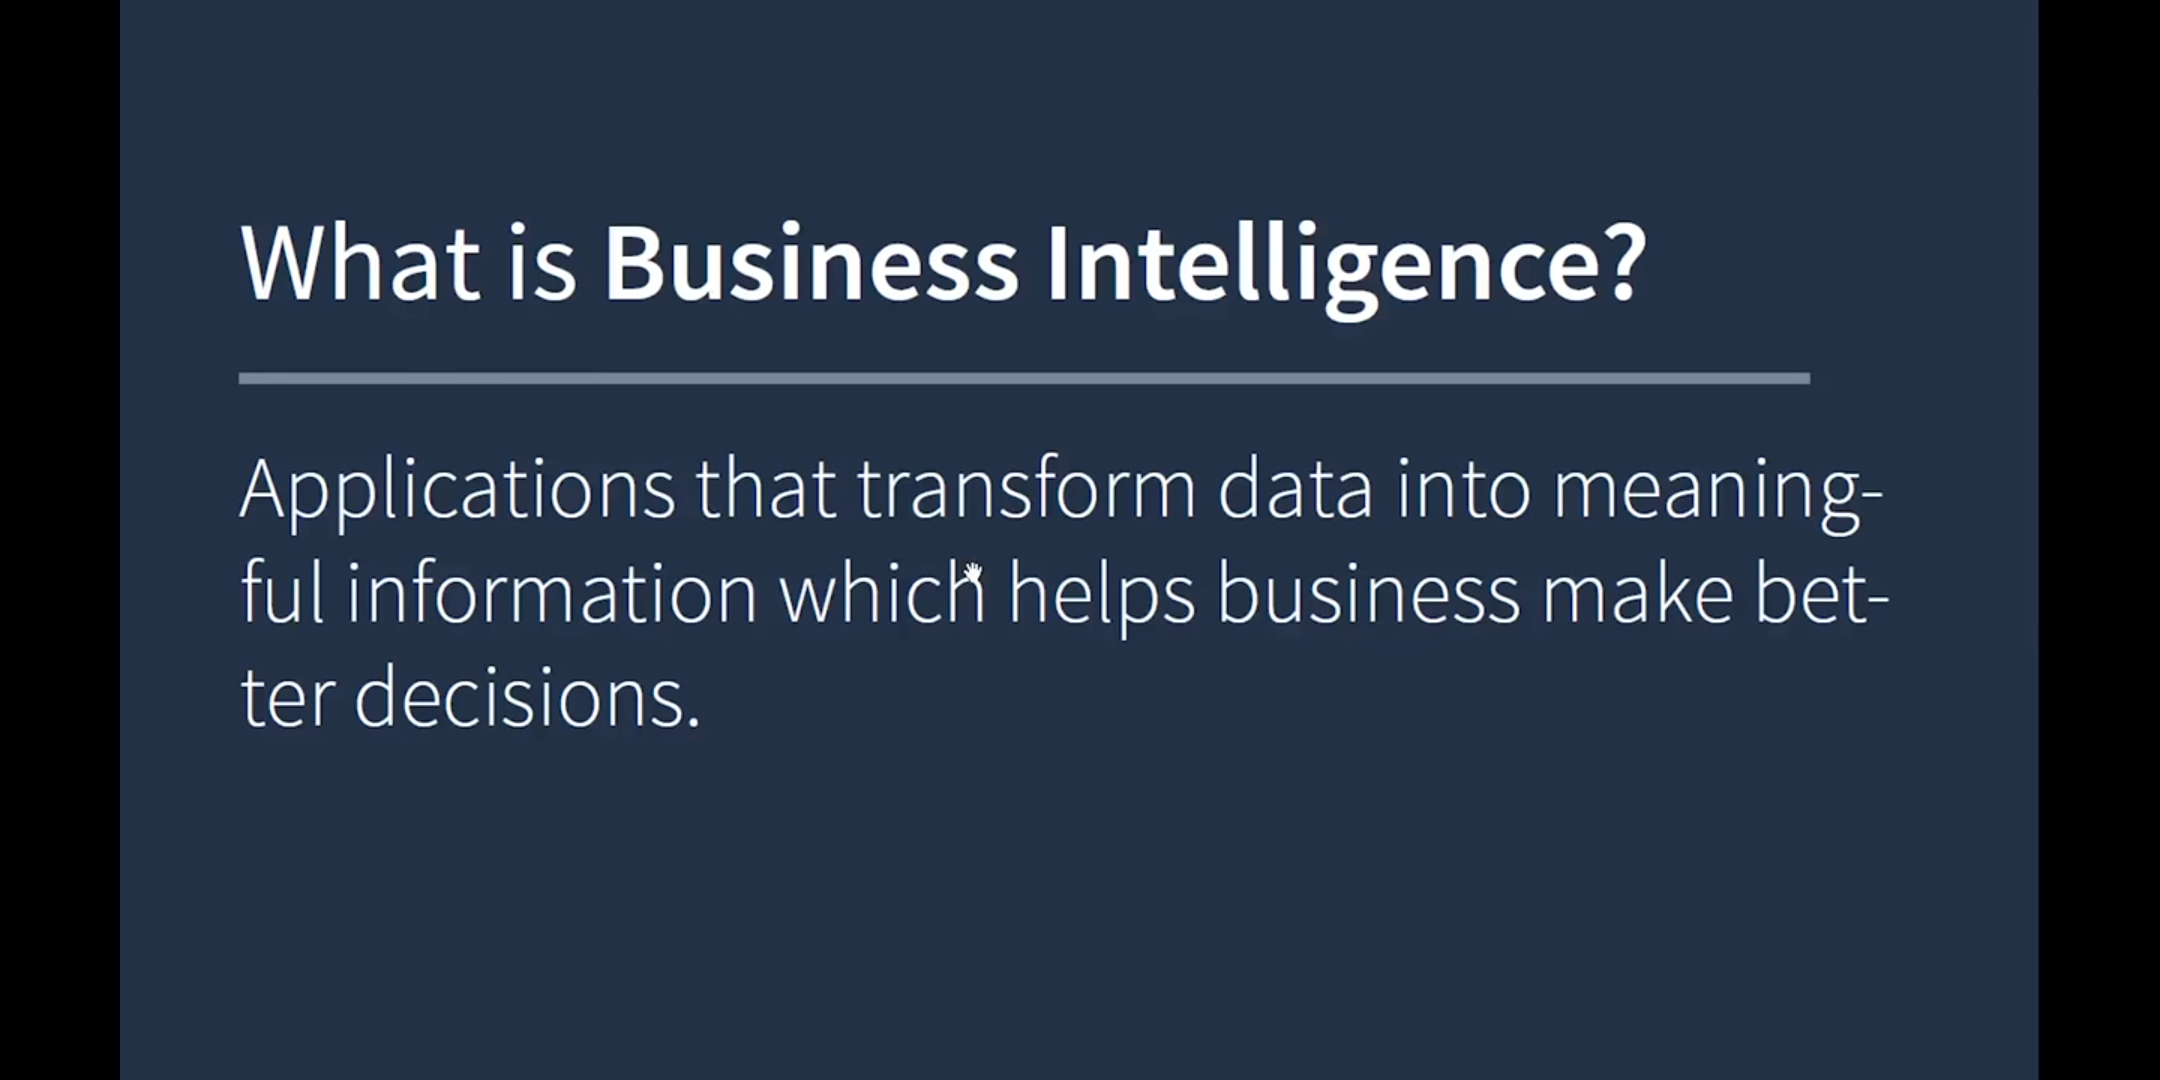 What is Business Intelligence?
Applications that transform data into meaning-
ful information which helps business make bet-
ter decisions.